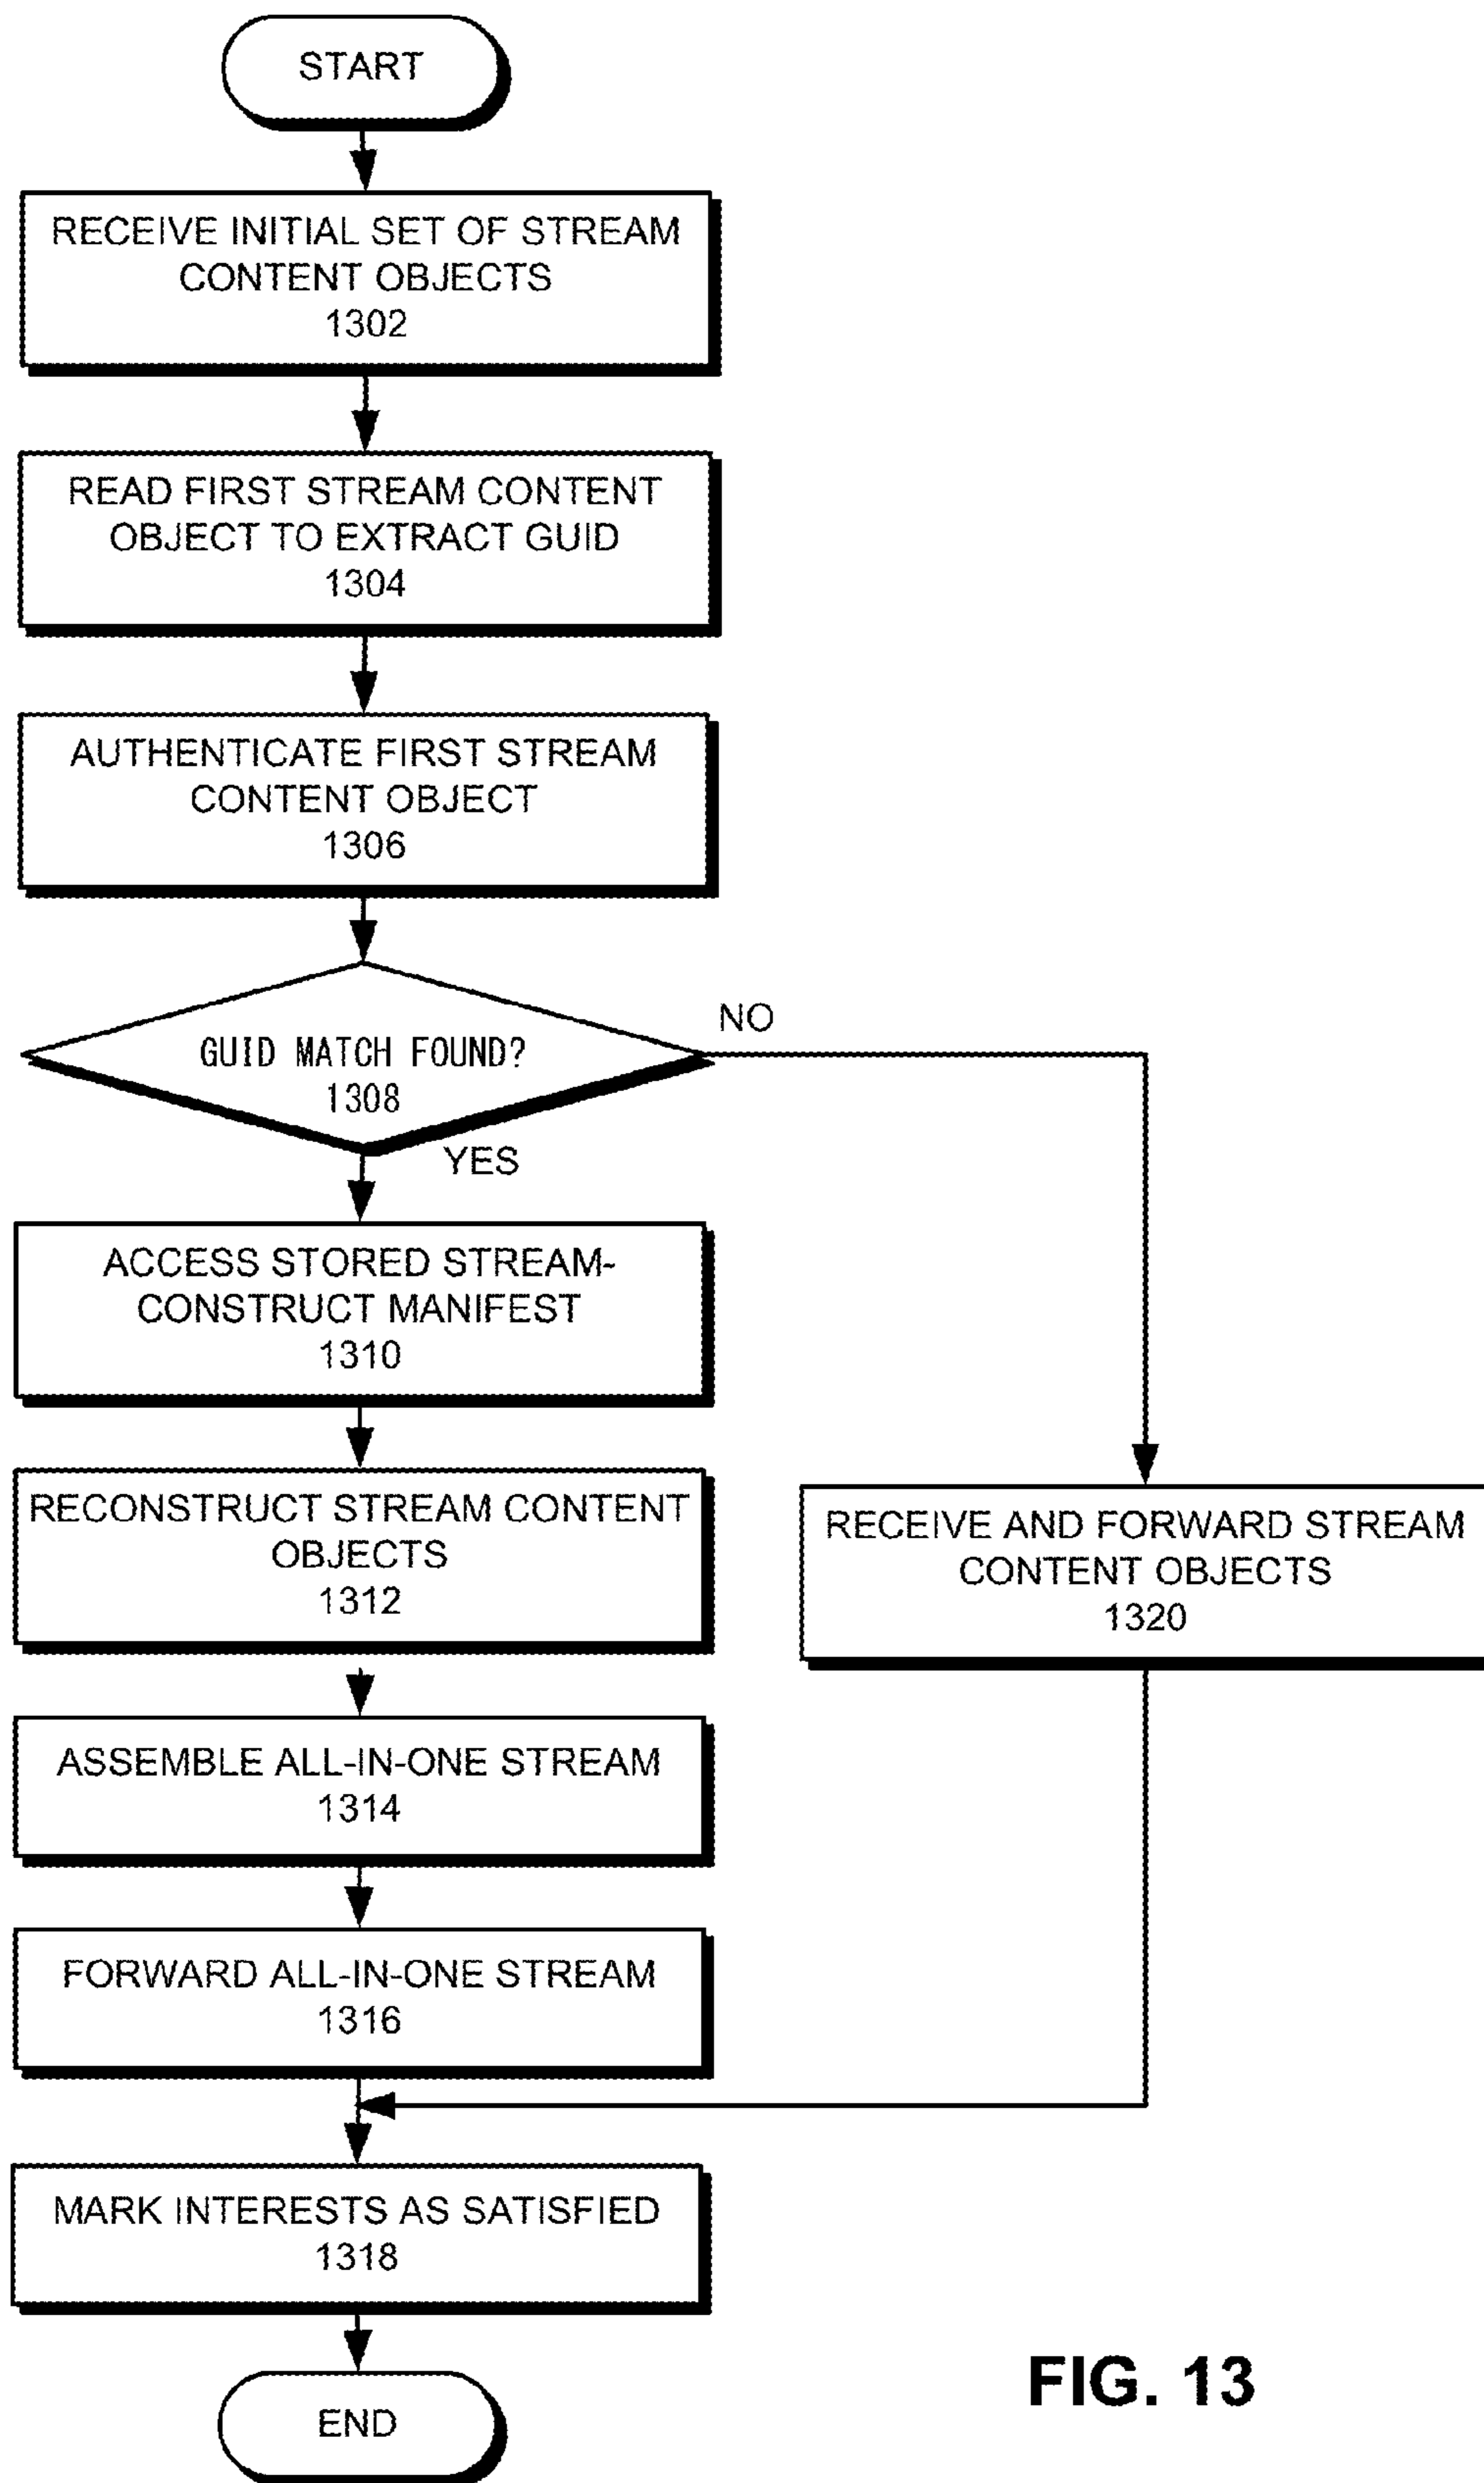 START
RECEIVE INITIAL SET OF STREAM
CONTENT OBJECTS
1302
READ FIRST STREAM CONTENT
OBJECT TO EXTRACT GUID
1304
AUTHENTICATE FIRST STREAM
CONTENT OBJECT
1306
GUID MATCH FOUND?
1308
NO
YES
ACCESS STORED STREAM-
CONSTRUCT MANIFEST
1310
RECONSTRUCT STREAM CONTENT
OBJECTS
1312
RECEIVE AND FORWARD STREAM
CONTENT OBJECTS
1320
ASSEMBLE ALL-IN-ONE STREAM
1314
FORWARD ALL-IN-ONE STREAM
1316
MARK INTERESTS AS SATISFIED
1318
END
FIG. 13